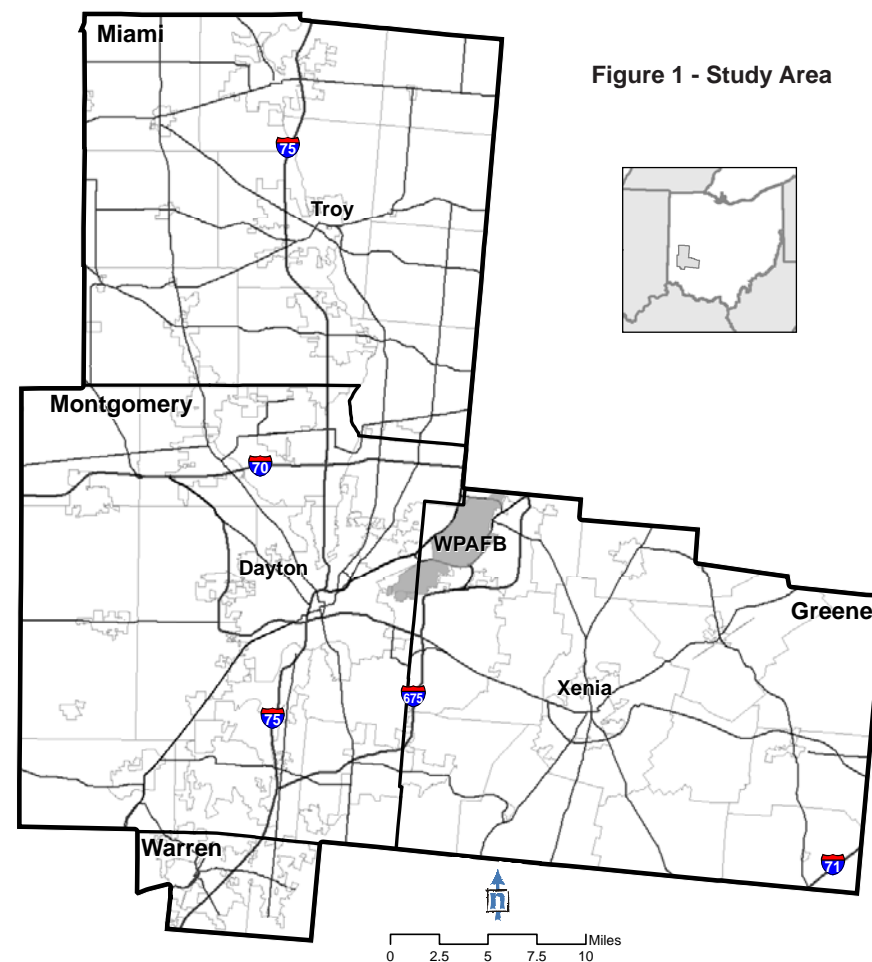 Miami
Figure 1 - Study Area
75
Troy
Montgomery
70
WPAFB
Dayton
Greene
Xenia
675
75
Warren
71
n
Miles
0 2.5 5 7.5 10